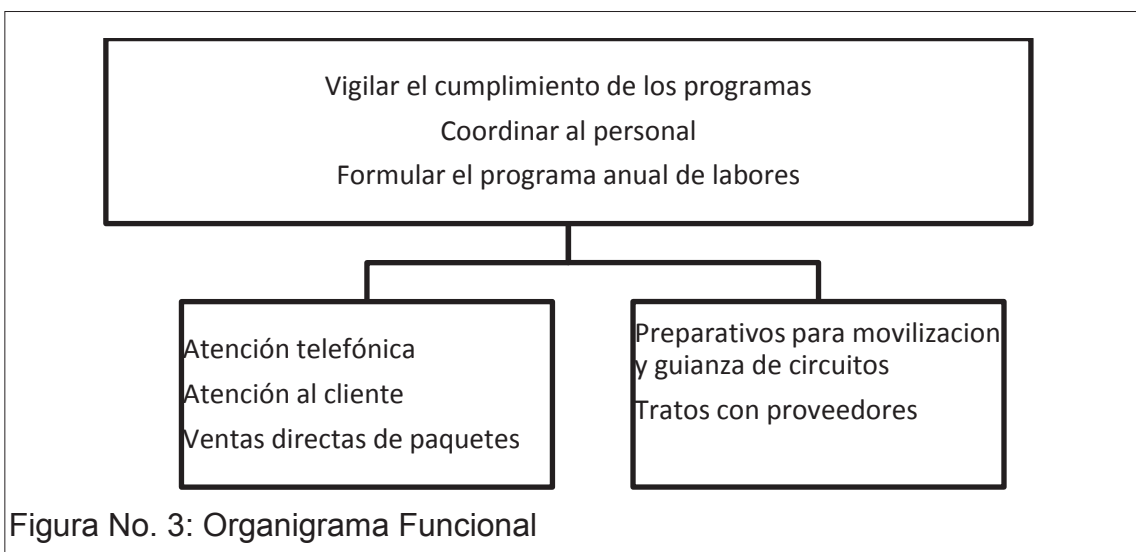 Vigilar el cumplimiento de los programas
Coordinar al personal
Formular el programa anual de labores
Atención telefónica
Atención al cliente
Ventas directas de paquetes
Preparativos para movilizacion
y guianza de circuitos
Tratos con proveedores
Figura No. 3: Organigrama Funcional